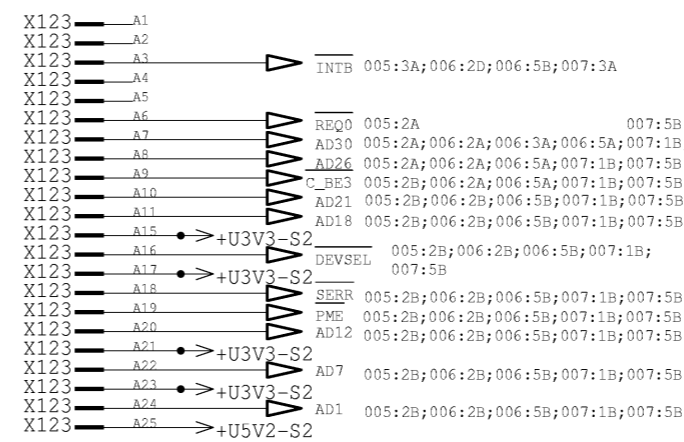 X123 A1
X123 A2
X123 A3 INTB 005:3A;006:2D;006:5B;007:3A
X123 A4
X123 A5
X123 A6 REQ0 005:2A 007:5B
X123 A7 AD30 005:2A;006:2A;006:3A;006:5A;007:1B
X123 A8 AD26 005:2A;006:2A;006:5A;007:1B;007:5B
X123 A9 C_BE3 005:2B;006:2A;006:5A;007:1B;007:5B
X123 A10 AD21 005:2B;006:2B;006:5B;007:1B;007:5B
X123 A11 AD18 005:2B;006:2B;006:5B;007:1B;007:5B
X123 A15 +U3V3-S2
X123 A16 DEVSEL 005:2B;006:2B;006:5B;007:1B;
007:5B
X123 A17 +U3V3-S2
X123 A18 SERR 005:2B;006:2B;006:5B;007:1B;007:5B
X123 A19 PME 005:2B;006:2B;006:5B;007:1B;007:5B
X123 A20 AD12 005:2B;006:2B;006:5B;007:1B;007:5B
X123 A21 +U3V3-S2
X123 A22 AD7 005:2B;006:2B;006:5B;007:1B;007:5B
X123 A23 +U3V3-S2
X123 A24 AD1 005:2B;006:2B;006:5B;007:1B;007:5B
X123 A25 +U5V2-S2